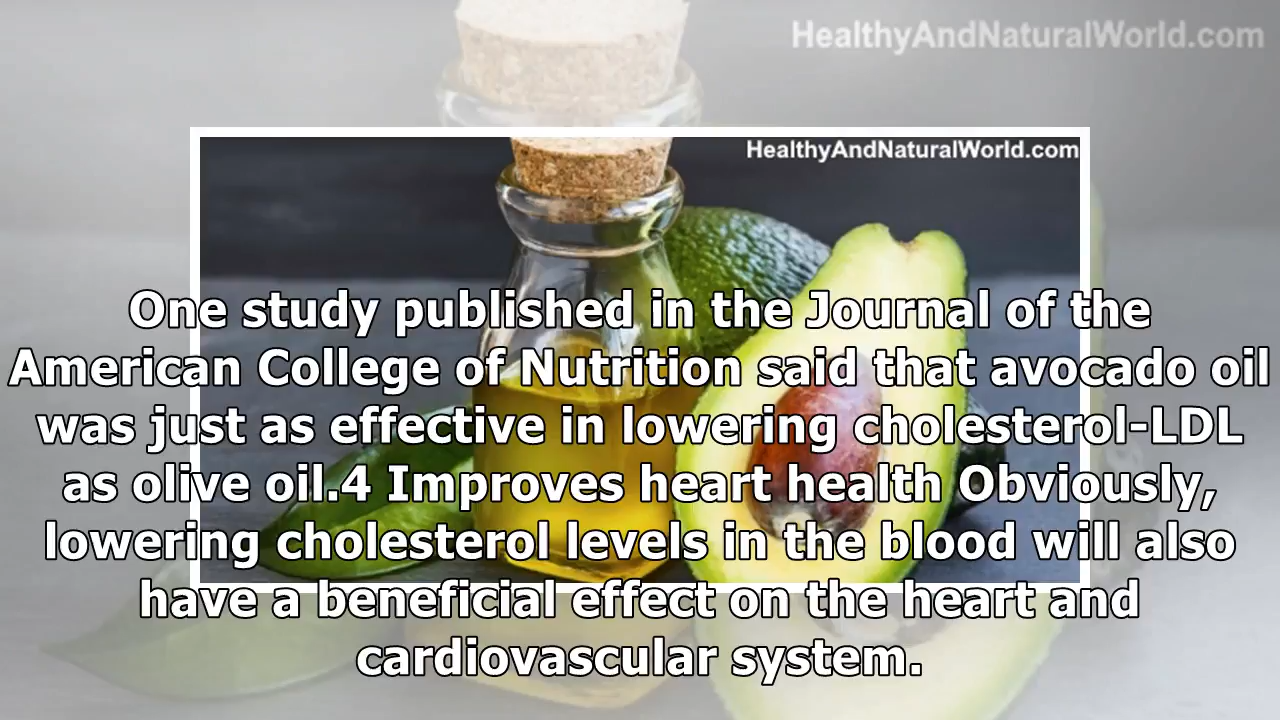 HealthyAndNaturalWorld.com
HealthyAndNaturalWorld.com
One study published in the Journal of the
American College of Nutrition said that avocado oil
was just as effective in lowering cholesterol-LDL
as olive oil.4 Improves heart health Obviously,
lowering cholesterol levels in the blood will also
have a beneficial effect on the heart and
cardiovascular system.